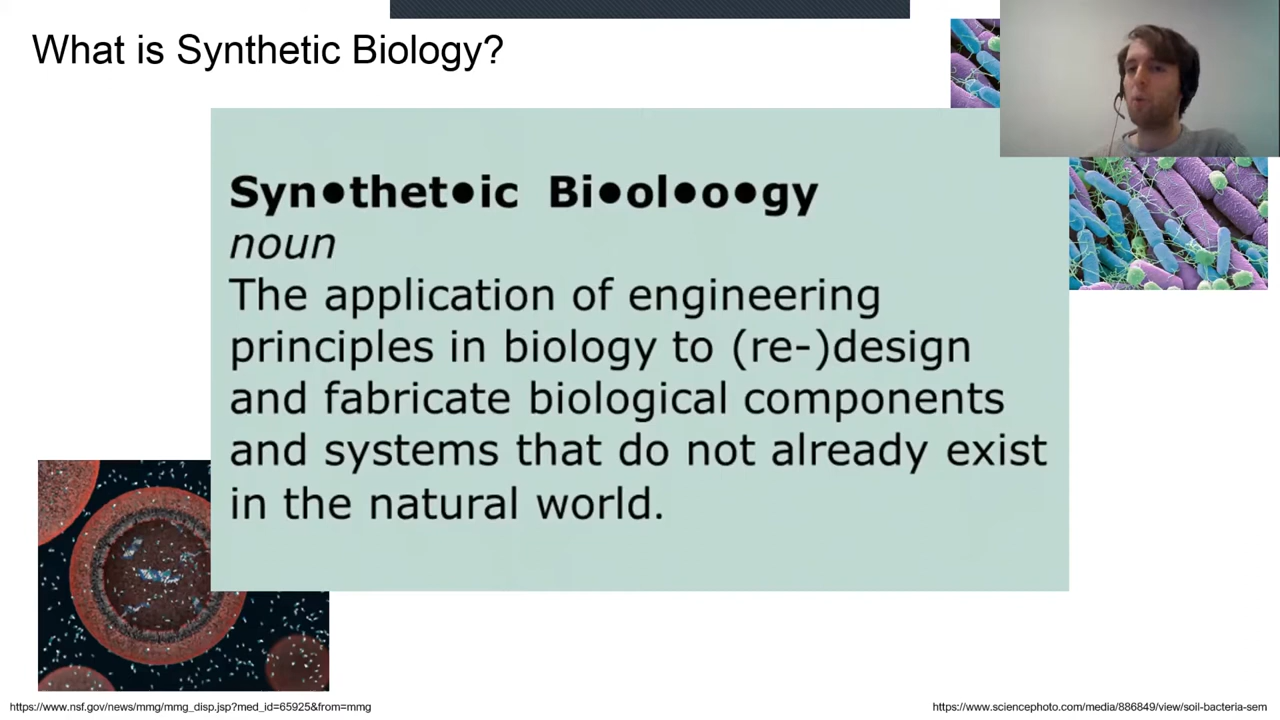 What is Synthetic Biology?
Syn●thet●ic Bi●ol●o●gy
noun
The application of engineering
principles in biology to (re-)design
and fabricate biological components
and systems that do not already exist
in the natural world.
https://www.nsf.gov/news/mmg/mmg_disp.jsp?med_id=65925&from=mmg
https://www.sciencephoto.com/media/886849/view/soil-bacteria-sem